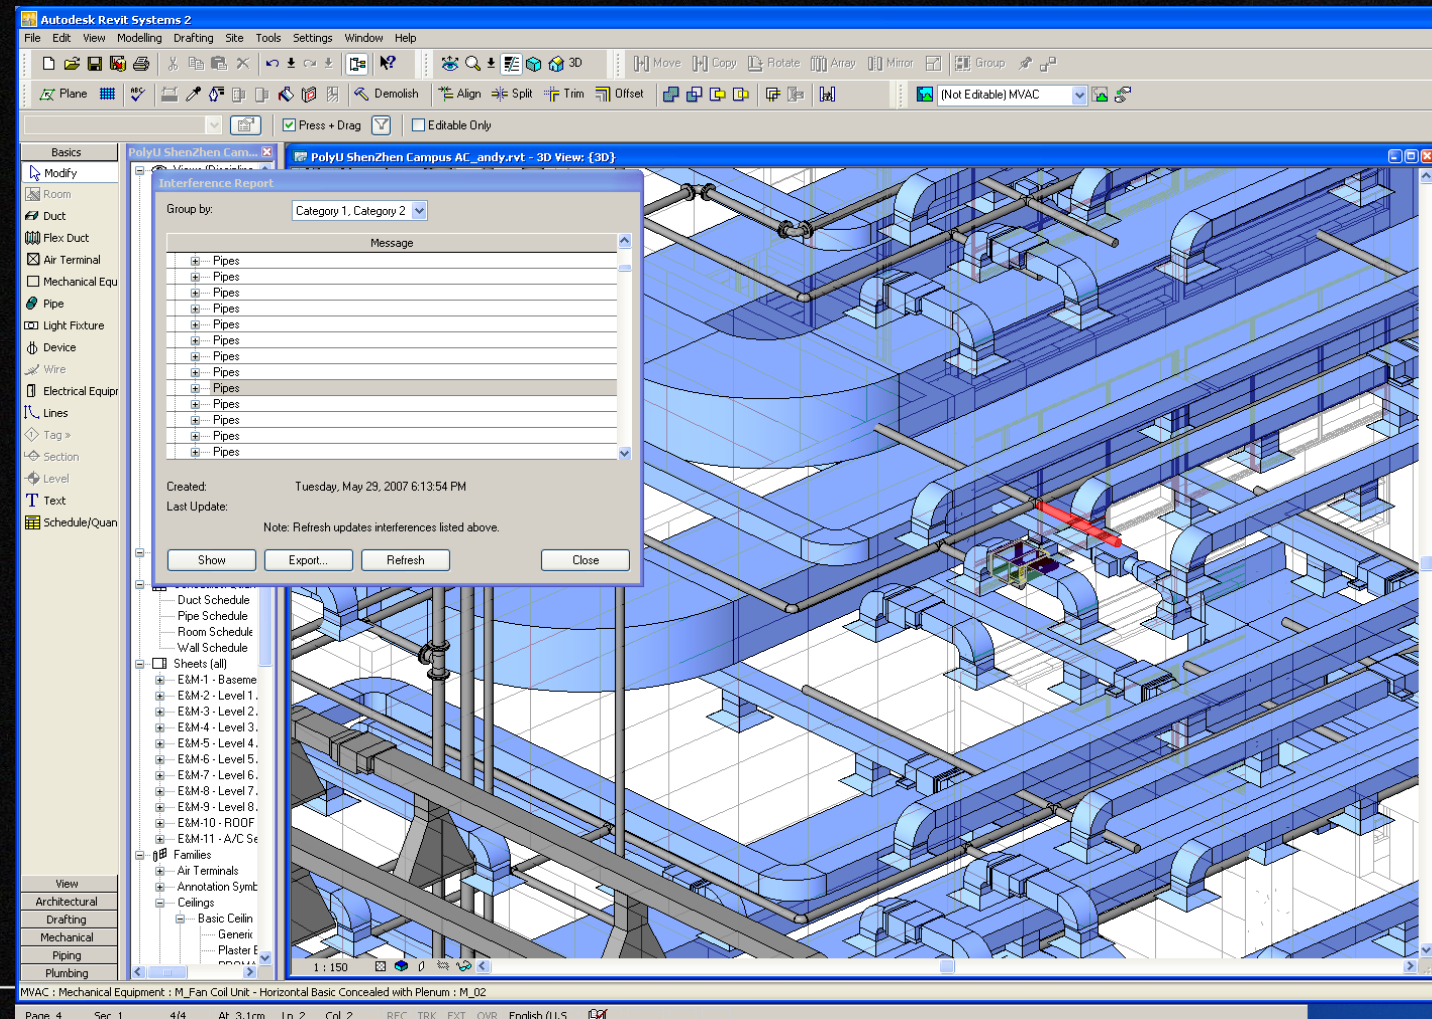 Autodesk Revit Systems 2
File Edit View Modelling Drafting Site Tools Settings Window Help
3D Move Copy Rotate Array Mirror Group
Plane Demolish Align Split Trim Offset (Not Editable) MVAC
Press + Drag Editable Only
Basics
Modify
Room
Duct
Flex Duct
Air Terminal
Mechanical Equ
Pipe
Light Fixture
Device
Wire
Electrical Equipr
Lines
Tag »
Section
Level
Text
Schedule/Quan
View
Architectural
Drafting
Mechanical
Piping
Plumbing
PolyU ShenZhen Cam...
PolyU ShenZhen Campus AC_andy.rvt - 3D View: {3D}
Interference Report
Group by: Category 1, Category 2
Message
Pipes
Pipes
Pipes
Pipes
Pipes
Pipes
Pipes
Pipes
Pipes
Pipes
Pipes
Pipes
Pipes
Created: Tuesday, May 29, 2007 6:13:54 PM
Last Update:
Note: Refresh updates interferences listed above.
Show Export... Refresh Close
Duct Schedule
Pipe Schedule
Room Schedule
Wall Schedule
Sheets (all)
E&M-1 - Baseme
E&M-2 - Level 1
E&M-3 - Level 2.
E&M-4 - Level 3.
E&M-5 - Level 4.
E&M-6 - Level 5.
E&M-7 - Level 6.
E&M-8 - Level 7.
E&M-9 - Level 8.
E&M-10 - ROOF
E&M-11 - A/C Se
Families
Air Terminals
Annotation Symb
Ceilings
Basic Ceilin
Generic
Plaster E
1 : 150
MVAC : Mechanical Equipment : M_Fan Coil Unit - Horizontal Basic Concealed with Plenum : M_02
Page 4 Sec 1 4/4 At 3.1cm Ln 2 Col 2 REC TRK EXT OVR English (U.S